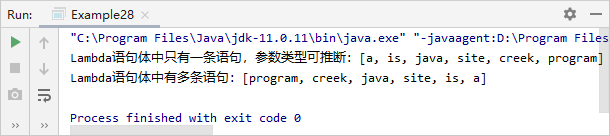 Run: Example28
"C:\Program Files\Java\jdk-11.0.11\bin\java.exe" "-javaagent:D:\Program Files
Lambda语句体中只有一条语句，参数类型可推断：[a, is, java, site, creek, program]
Lambda语句体中有多条语句：[program, creek, java, site, is, a]
Process finished with exit code 0